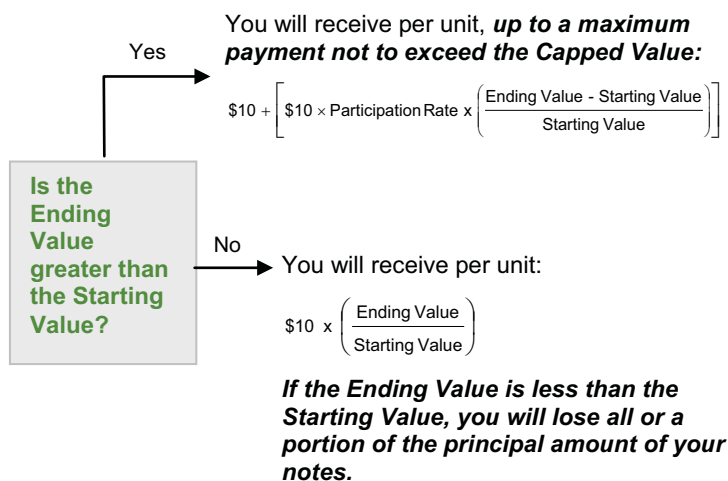 You will receive per unit, up to a maximum
payment not to exceed the Capped Value:
Yes
$10 + [$10 × Participation Rate x (Ending Value - Starting Value / Starting Value)]
Is the
Ending
Value
greater than
the Starting
Value?
No
You will receive per unit:
$10 x (Ending Value / Starting Value)
If the Ending Value is less than the
Starting Value, you will lose all or a
portion of the principal amount of your
notes.